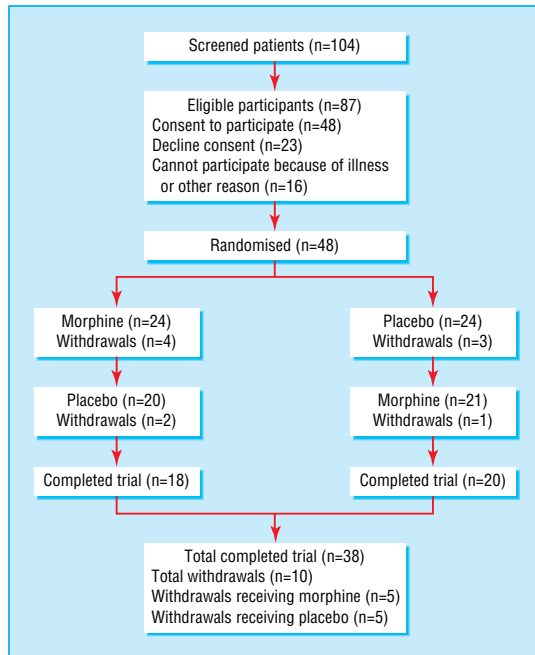 Screened patients (n=104)
Eligible participants (n=87)
Consent to participate (n=48)
Decline consent (n=23)
Cannot participate because of illness
or other reason (n=16)
Randomised (n=48)
Morphine (n=24)
Withdrawals (n=4)
Placebo (n=24)
Withdrawals (n=3)
Placebo (n=20)
Withdrawals (n=2)
Morphine (n=21)
Withdrawals (n=1)
Completed trial (n=18)
Completed trial (n=20)
Total completed trial (n=38)
Total withdrawals (n=10)
Withdrawals receiving morphine (n=5)
Withdrawals receiving placebo (n=5)